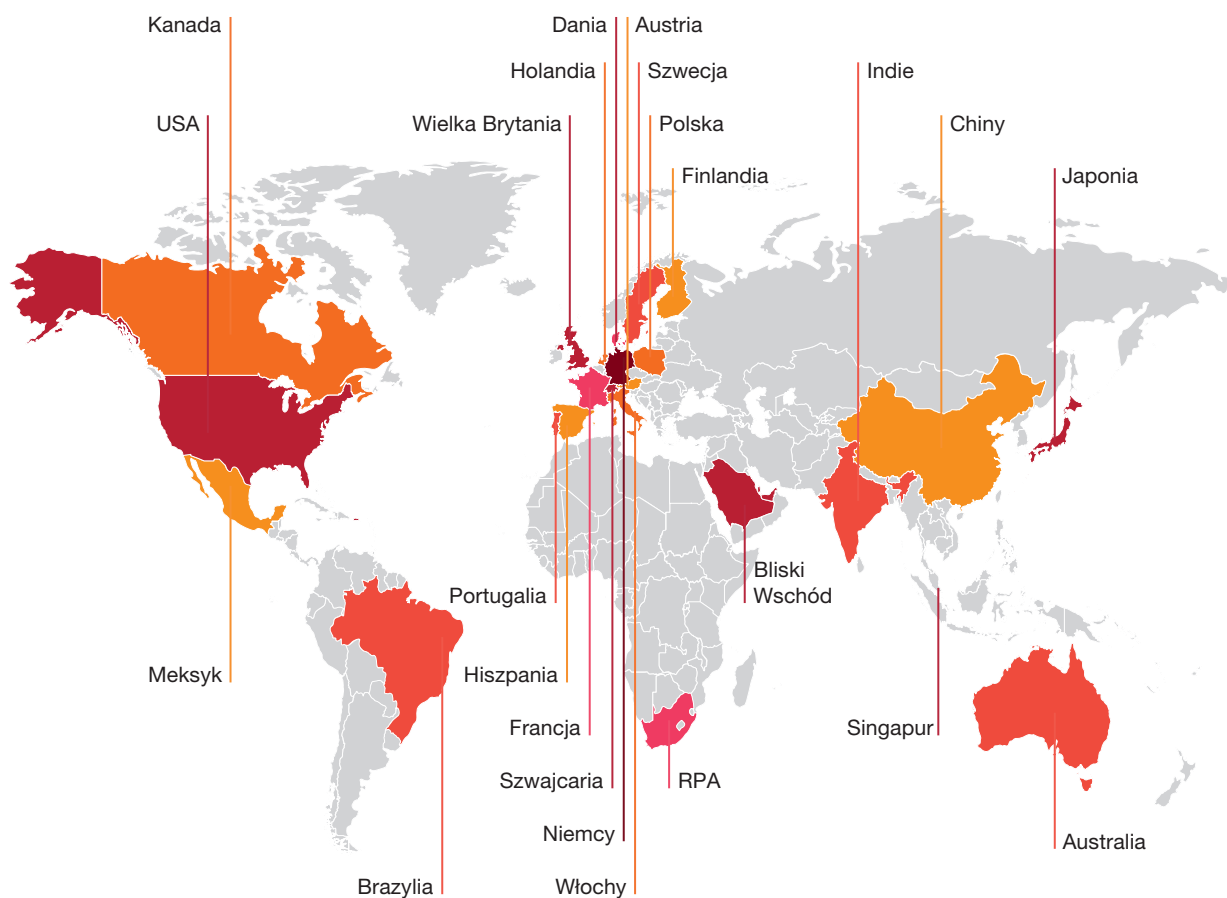 Kanada
Dania
Austria
Holandia
Szwecja
Indie
USA
Wielka Brytania
Polska
Chiny
Finlandia
Japonia
Bliski
Wschód
Portugalia
Meksyk
Hiszpania
Francja
Singapur
Szwajcaria
RPA
Niemcy
Australia
Brazylia
Włochy